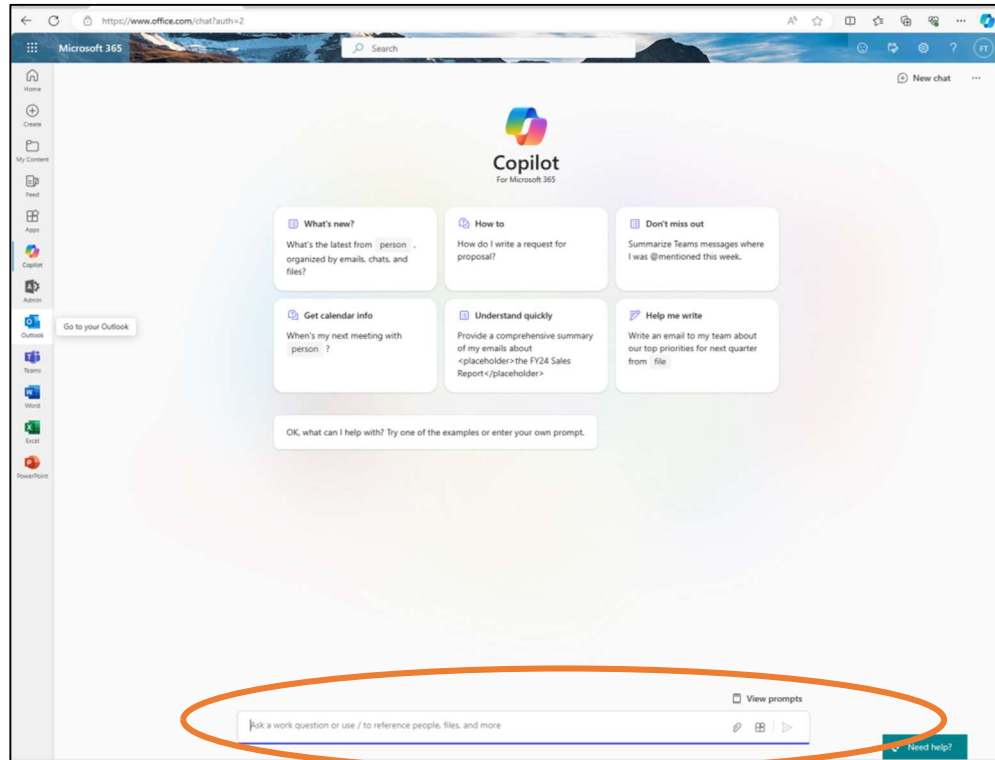 https://www.office.com/chat?auth=2
Microsoft 365
Search
FT
New chat
Home
Create
My Content
Feed
Apps
Copilot
Admin
Outlook
Go to your Outlook
Teams
Word
Excel
PowerPoint
Copilot
For Microsoft 365
What's new?
What's the latest from person ,
organized by emails, chats, and
files?
How to
How do I write a request for
proposal?
Don't miss out
Summarize Teams messages where
I was @mentioned this week.
Get calendar info
When's my next meeting with
person ?
Understand quickly
Provide a comprehensive summary
of my emails about
<placeholder>the FY24 Sales
Report</placeholder>
Help me write
Write an email to my team about
our top priorities for next quarter
from file
OK, what can I help with? Try one of the examples or enter your own prompt.
View prompts
Ask a work question or use / to reference people, files, and more
Need help?